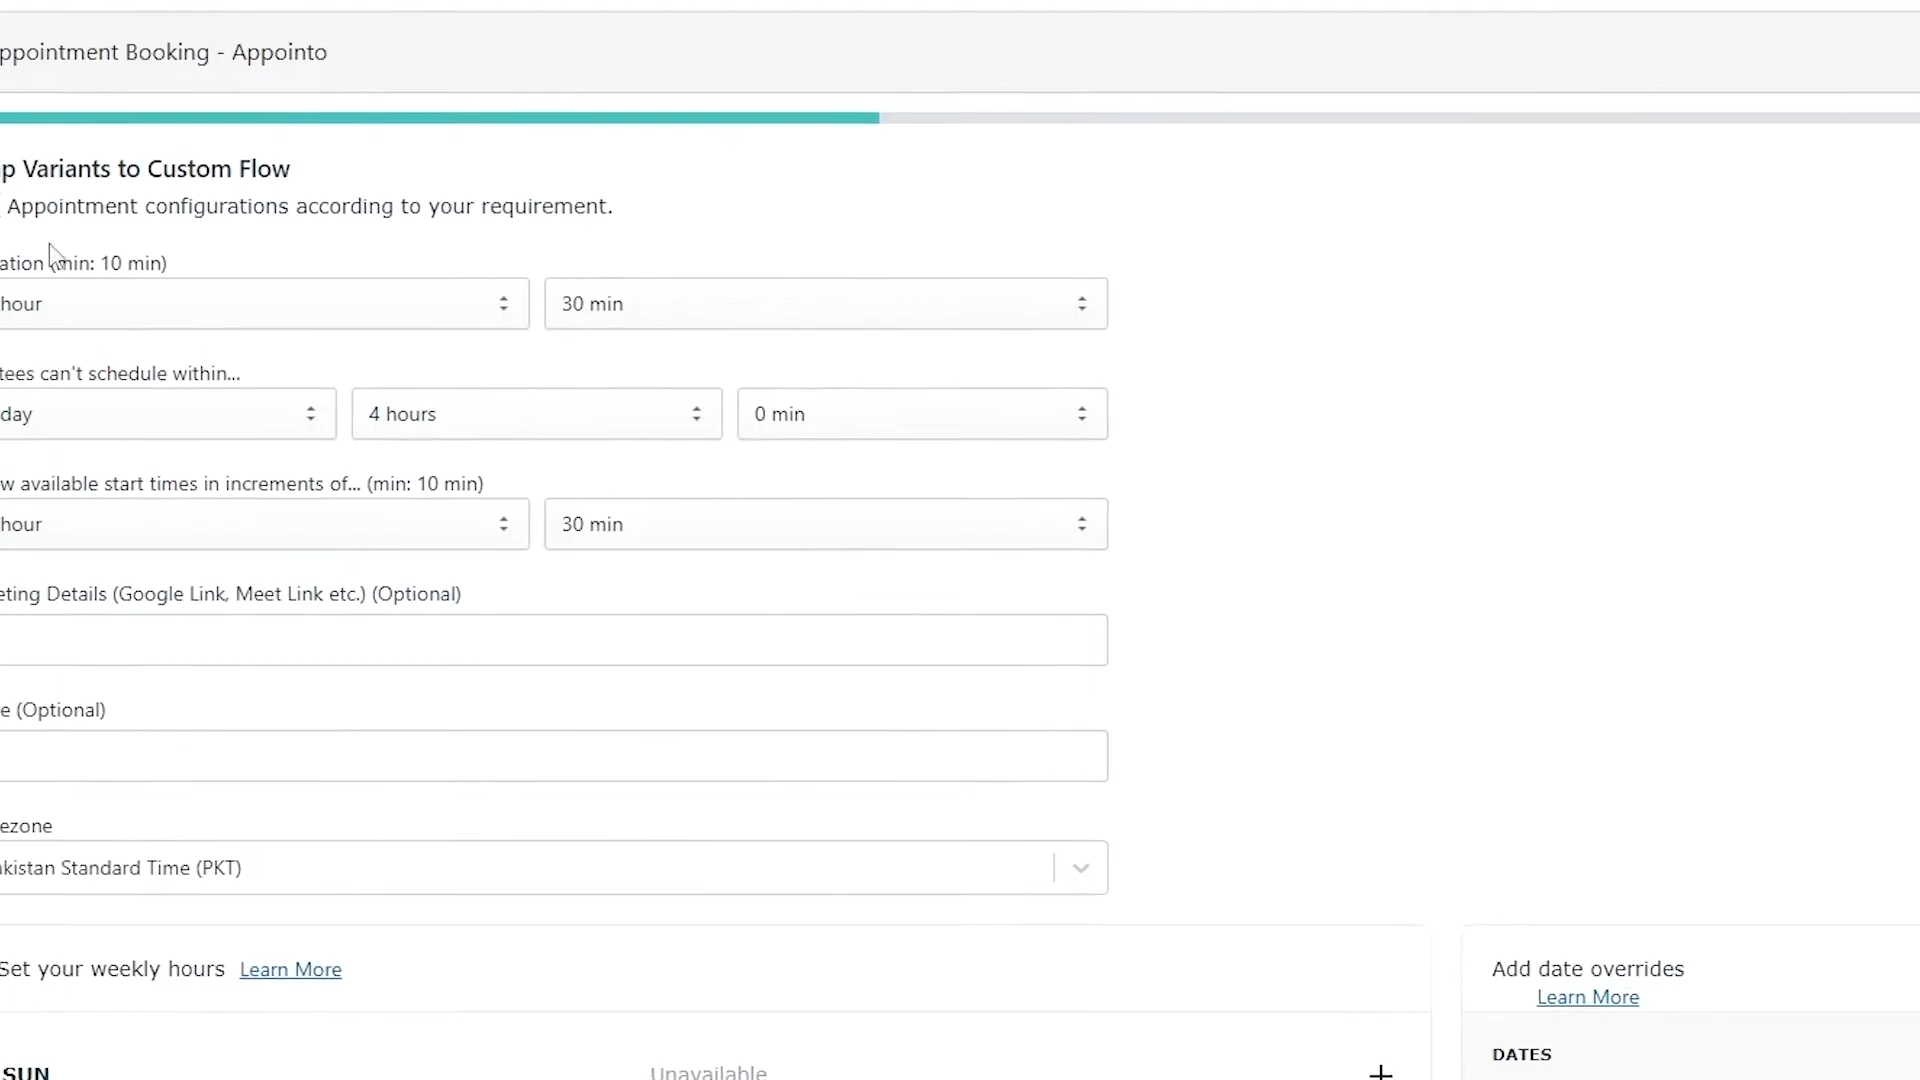 ppointment Booking - Appointo
p Variants to Custom Flow
Appointment configurations according to your requirement.
ation (min: 10 min)
hour 30 min
tees can't schedule within...
day 4 hours 0 min
w available start times in increments of... (min: 10 min)
hour 30 min
eting Details (Google Link, Meet Link etc.) (Optional)
e (Optional)
ezone
akistan Standard Time (PKT)
Set your weekly hours Learn More
Add date overrides
Learn More
DATES
SUN Unavailable